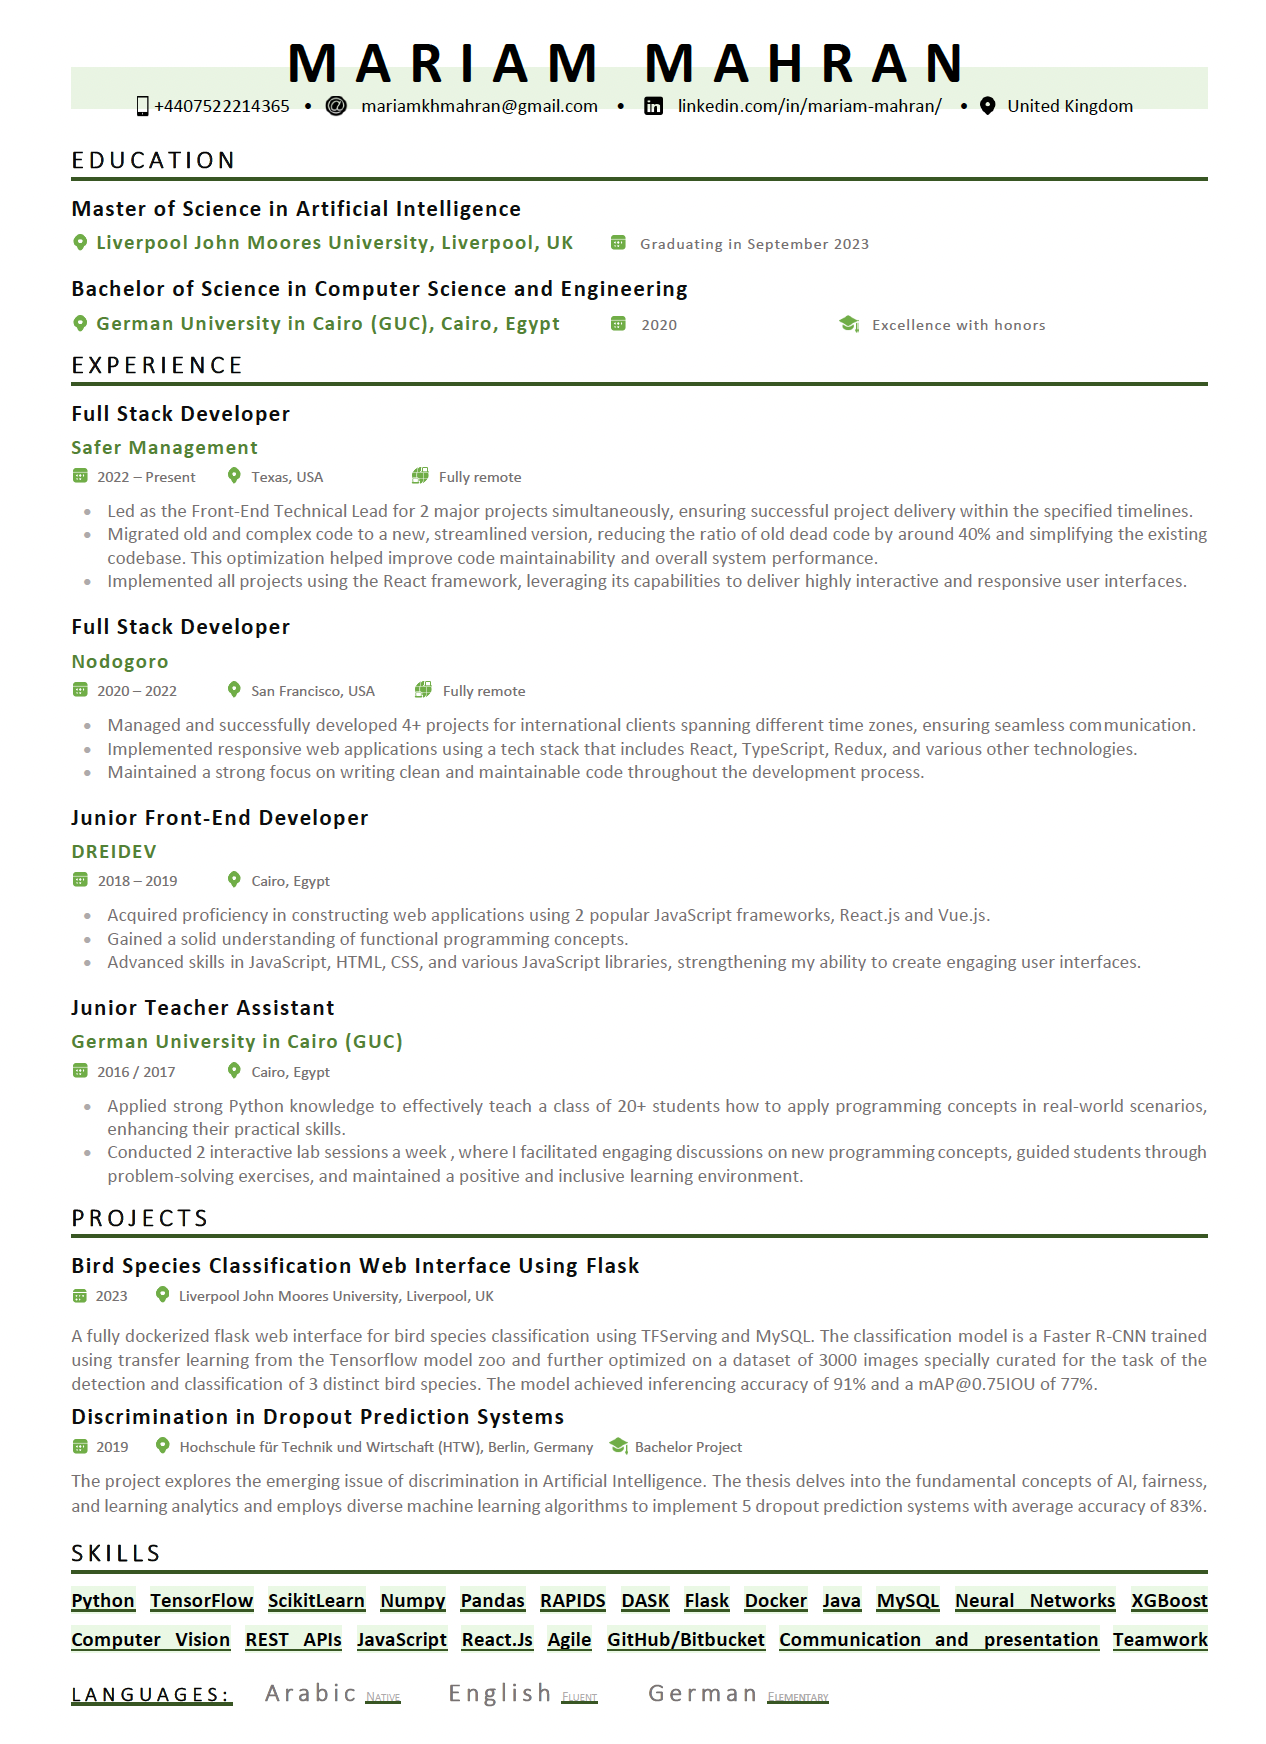 MARIAM MAHRAN
+4407522214365 • mariamkhmahran@gmail.com • linkedin.com/in/mariam-mahran/ • United Kingdom
EDUCATION
Master of Science in Artificial Intelligence
Liverpool John Moores University, Liverpool, UK Graduating in September 2023
Bachelor of Science in Computer Science and Engineering
German University in Cairo (GUC), Cairo, Egypt 2020 Excellence with honors
EXPERIENCE
Full Stack Developer
Safer Management
2022 – Present Texas, USA Fully remote
• Led as the Front-End Technical Lead for 2 major projects simultaneously, ensuring successful project delivery within the specified timelines.
• Migrated old and complex code to a new, streamlined version, reducing the ratio of old dead code by around 40% and simplifying the existing
codebase. This optimization helped improve code maintainability and overall system performance.
• Implemented all projects using the React framework, leveraging its capabilities to deliver highly interactive and responsive user interfaces.
Full Stack Developer
Nodogoro
2020 – 2022 San Francisco, USA Fully remote
• Managed and successfully developed 4+ projects for international clients spanning different time zones, ensuring seamless communication.
• Implemented responsive web applications using a tech stack that includes React, TypeScript, Redux, and various other technologies.
• Maintained a strong focus on writing clean and maintainable code throughout the development process.
Junior Front-End Developer
DREIDEV
2018 – 2019 Cairo, Egypt
• Acquired proficiency in constructing web applications using 2 popular JavaScript frameworks, React.js and Vue.js.
• Gained a solid understanding of functional programming concepts.
• Advanced skills in JavaScript, HTML, CSS, and various JavaScript libraries, strengthening my ability to create engaging user interfaces.
Junior Teacher Assistant
German University in Cairo (GUC)
2016 / 2017 Cairo, Egypt
• Applied strong Python knowledge to effectively teach a class of 20+ students how to apply programming concepts in real-world scenarios,
enhancing their practical skills.
• Conducted 2 interactive lab sessions a week , where I facilitated engaging discussions on new programming concepts, guided students through
problem-solving exercises, and maintained a positive and inclusive learning environment.
PROJECTS
Bird Species Classification Web Interface Using Flask
2023 Liverpool John Moores University, Liverpool, UK
A fully dockerized flask web interface for bird species classification using TFServing and MySQL. The classification model is a Faster R-CNN trained
using transfer learning from the Tensorflow model zoo and further optimized on a dataset of 3000 images specially curated for the task of the
detection and classification of 3 distinct bird species. The model achieved inferencing accuracy of 91% and a mAP@0.75IOU of 77%.
Discrimination in Dropout Prediction Systems
2019 Hochschule für Technik und Wirtschaft (HTW), Berlin, Germany Bachelor Project
The project explores the emerging issue of discrimination in Artificial Intelligence. The thesis delves into the fundamental concepts of AI, fairness,
and learning analytics and employs diverse machine learning algorithms to implement 5 dropout prediction systems with average accuracy of 83%.
SKILLS
Python TensorFlow ScikitLearn Numpy Pandas RAPIDS DASK Flask Docker Java MySQL Neural Networks XGBoost
Computer Vision REST APIs JavaScript React.Js Agile GitHub/Bitbucket Communication and presentation Teamwork
LANGUAGES: Arabic Native English Fluent German Elementary